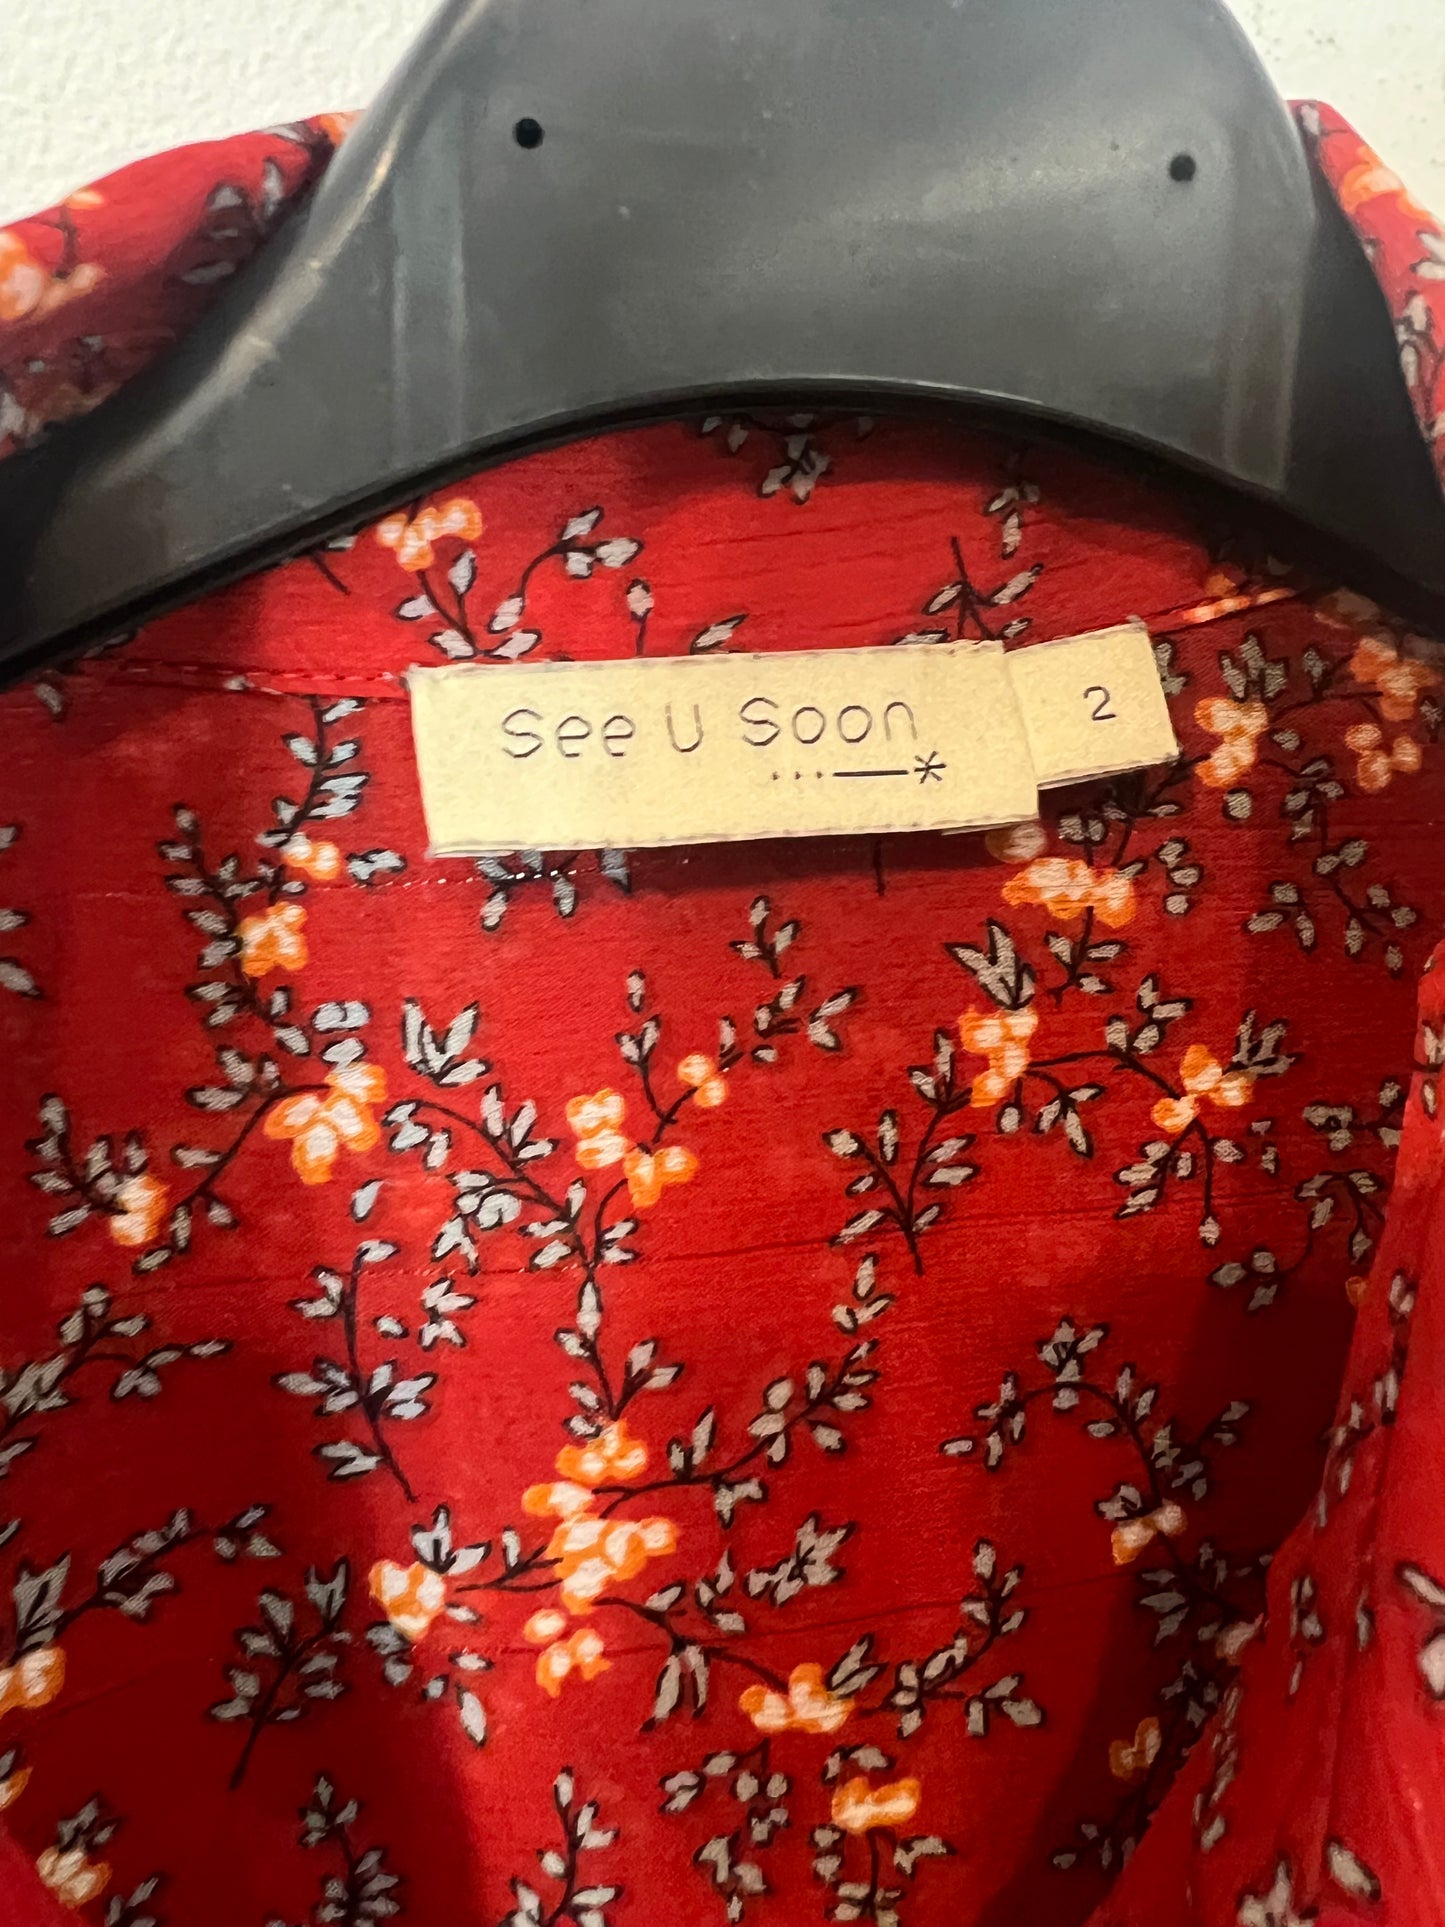 See U Soon
...—*
2